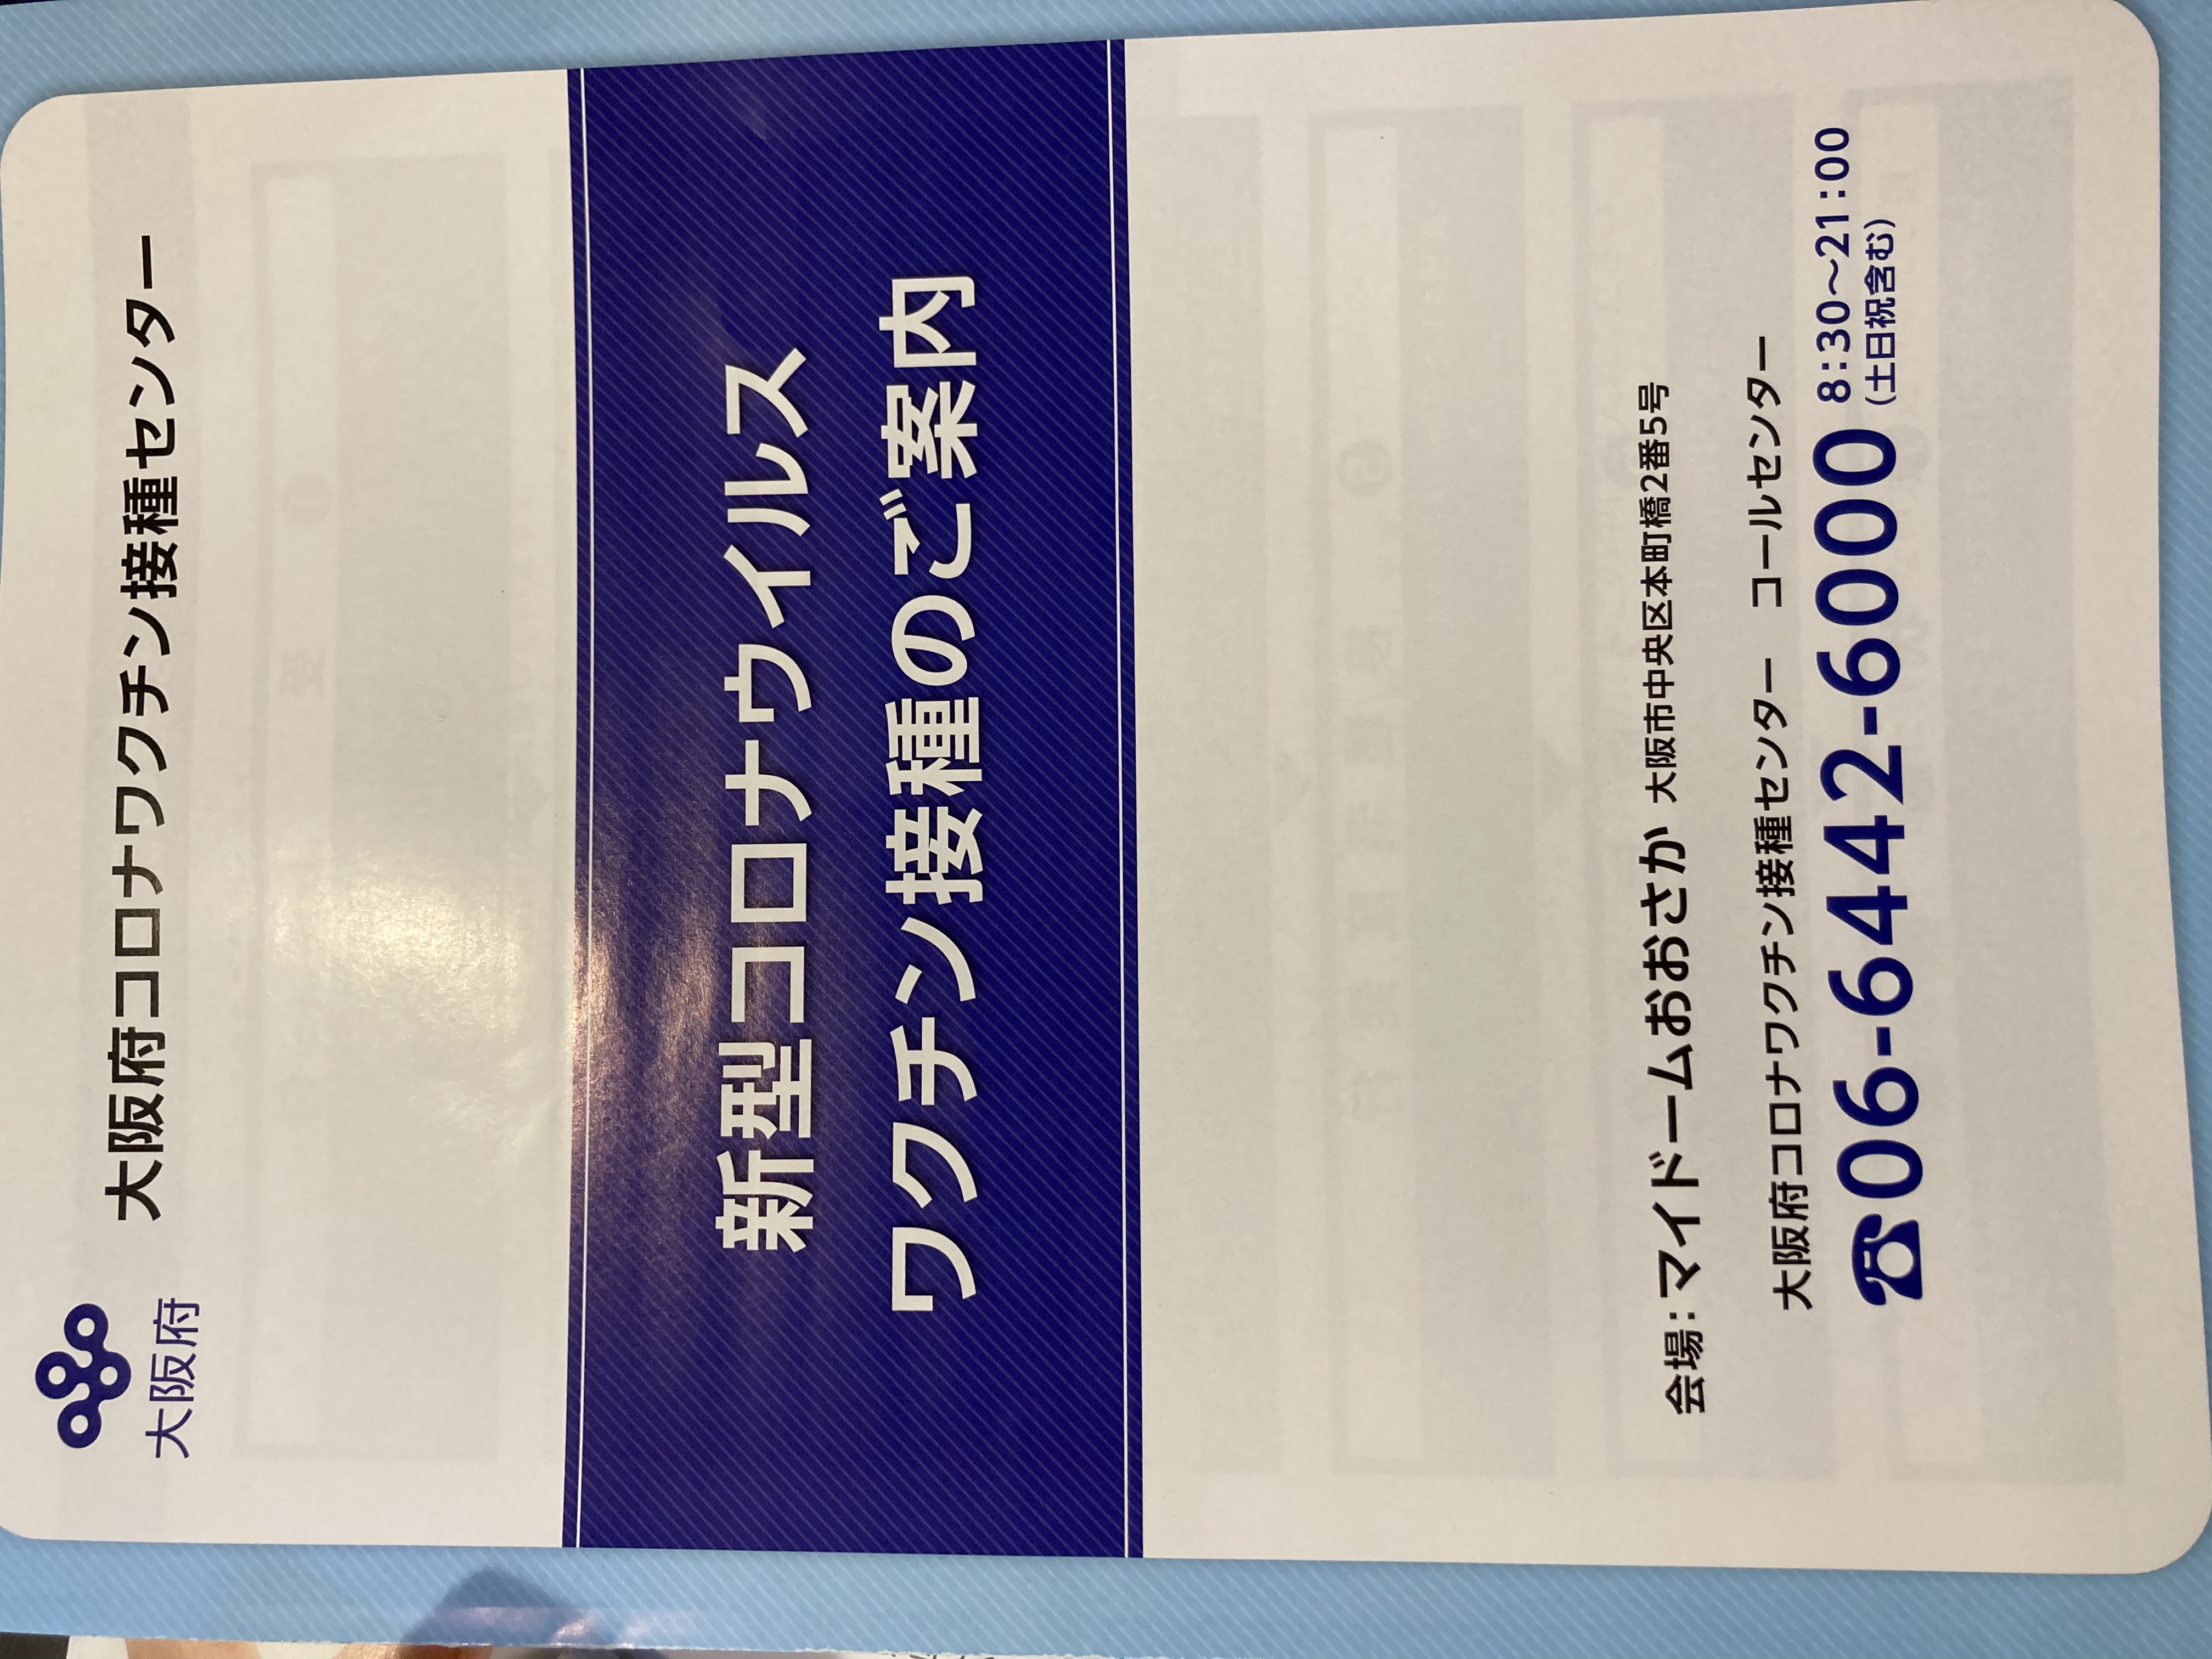 大阪府
大阪府コロナワクチン接種センター
新型コロナウイルス
ワクチン接種のご案内
会場:マイドームおおさか 大阪市中央区本町橋2番5号
大阪府コロナワクチン接種センター コールセンター
☎06-6442-6000 8:30〜21:00
(土日祝含む)